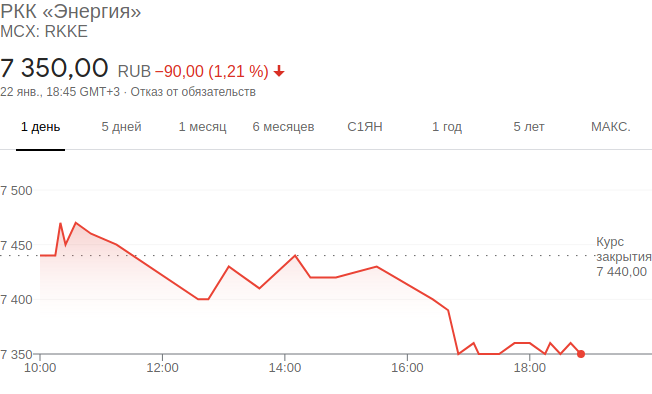 РКК «Энергия»
MCX: RKKE
7 350,00 RUB −90,00 (1,21 %)
22 янв., 18:45 GMT+3 · Отказ от обязательств
1 день 5 дней 1 месяц 6 месяцев С1ЯН 1 год 5 лет МАКС.
7 500
7 450
Курс
закрытия
7 440,00
7 400
7 350
10:00 12:00 14:00 16:00 18:00